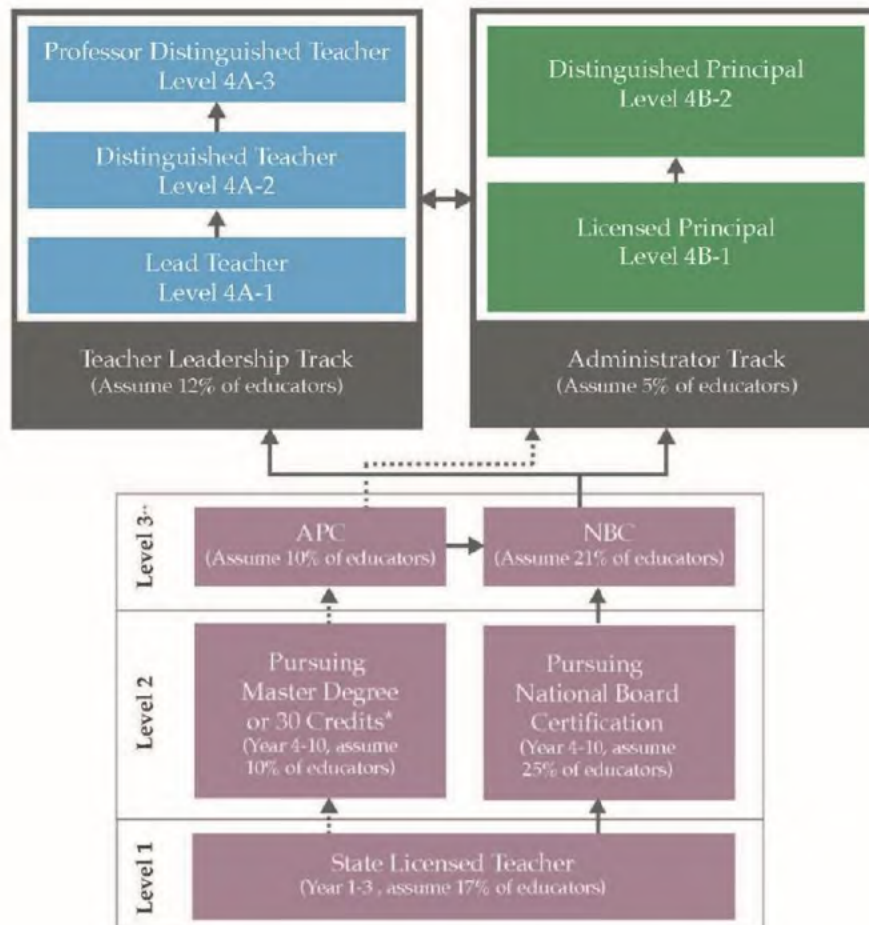 Professor Distinguished Teacher
Level 4A-3
Distinguished Teacher
Level 4A-2
Lead Teacher
Level 4A-1
Teacher Leadership Track
(Assume 12% of educators)
Distinguished Principal
Level 4B-2
Licensed Principal
Level 4B-1
Administrator Track
(Assume 5% of educators)
Level 3**
APC
(Assume 10% of educators)
NBC
(Assume 21% of educators)
Level 2
Pursuing
Master Degree
or 30 Credits*
(Year 4-10, assume
10% of educators)
Pursuing
National Board
Certification
(Year 4-10, assume
25% of educators)
Level 1
State Licensed Teacher
(Year 1-3 , assume 17% of educators)